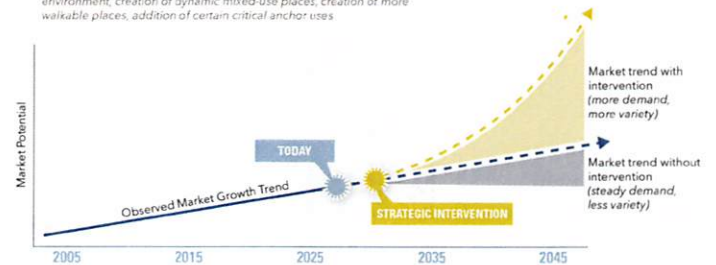 environment, creation of dynamic mixed-use places, creation of more
walkable places, addition of certain critical anchor uses
Market Potential
Market trend with
intervention
(more demand,
more variety)
TODAY
Market trend without
intervention
(steady demand,
less variety)
Observed Market Growth Trend
STRATEGIC INTERVENTION
2005
2015
2025
2035
2045